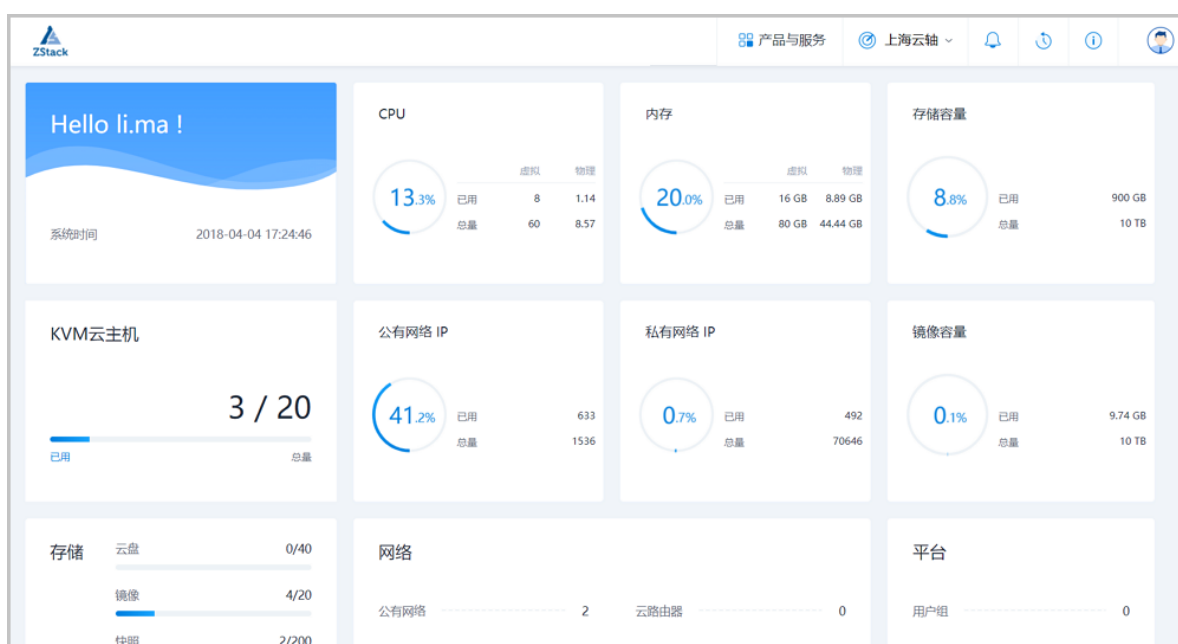 ZStack
产品与服务
上海云轴
Hello li.ma !
系统时间 2018-04-04 17:24:46
CPU
虚拟 物理
13.3%
已用 8 1.14
总量 60 8.57
内存
虚拟 物理
20.0%
已用 16 GB 8.89 GB
总量 80 GB 44.44 GB
存储容量
8.8%
已用 900 GB
总量 10 TB
KVM云主机
3 / 20
已用 总量
公有网络 IP
41.2%
已用 633
总量 1536
私有网络 IP
0.7%
已用 492
总量 70646
镜像容量
0.1%
已用 9.74 GB
总量 10 TB
存储
云盘 0/40
镜像 4/20
快照 2/200
网络
公有网络 2
云路由器 0
平台
用户组 0